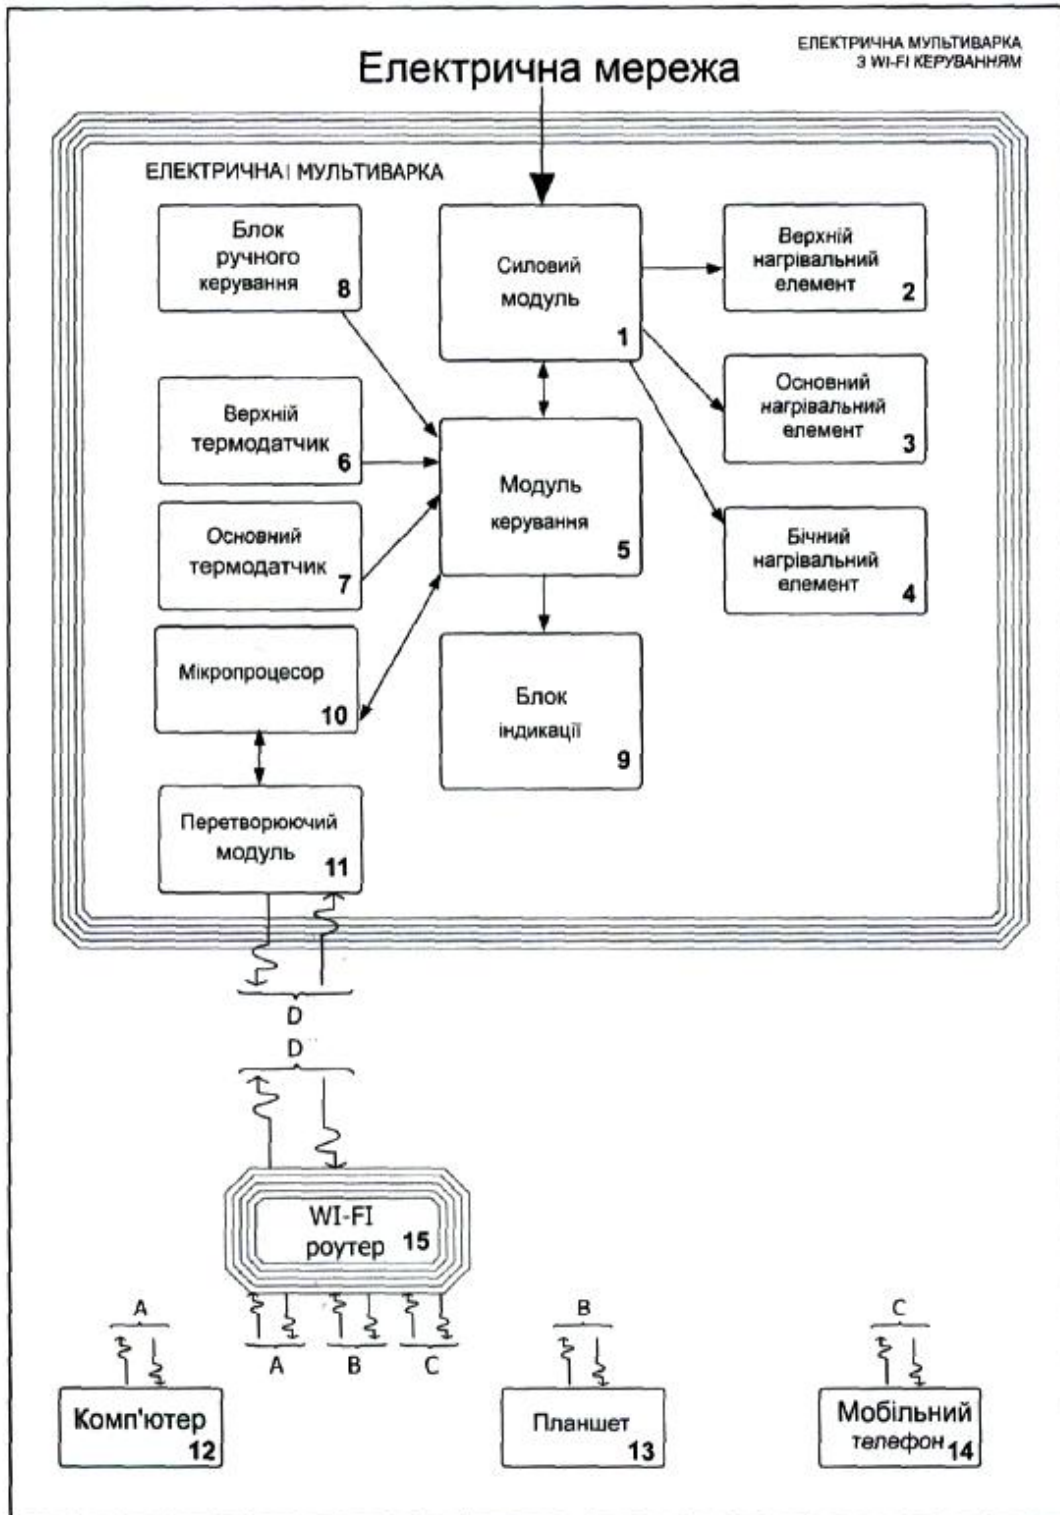 ЕЛЕКТРИЧНА МУЛЬТИВАРКА
З WI-FI КЕРУВАННЯМ
Електрична мережа
ЕЛЕКТРИЧНА МУЛЬТИВАРКА
Блок
ручного
керування
8
Силовий
модуль
1
Верхній
нагрівальний
елемент
2
Верхній
термодатчик
6
Основний
нагрівальний
елемент
3
Модуль
керування
5
Основний
термодатчик
7
Бічний
нагрівальний
елемент
4
Мікропроцесор
10
Блок
індикації
9
Перетворюючий
модуль
11
D
D
WI-FI
роутер 15
A
B
C
A
B
C
Комп'ютер
12
Планшет
13
Мобільний
телефон 14